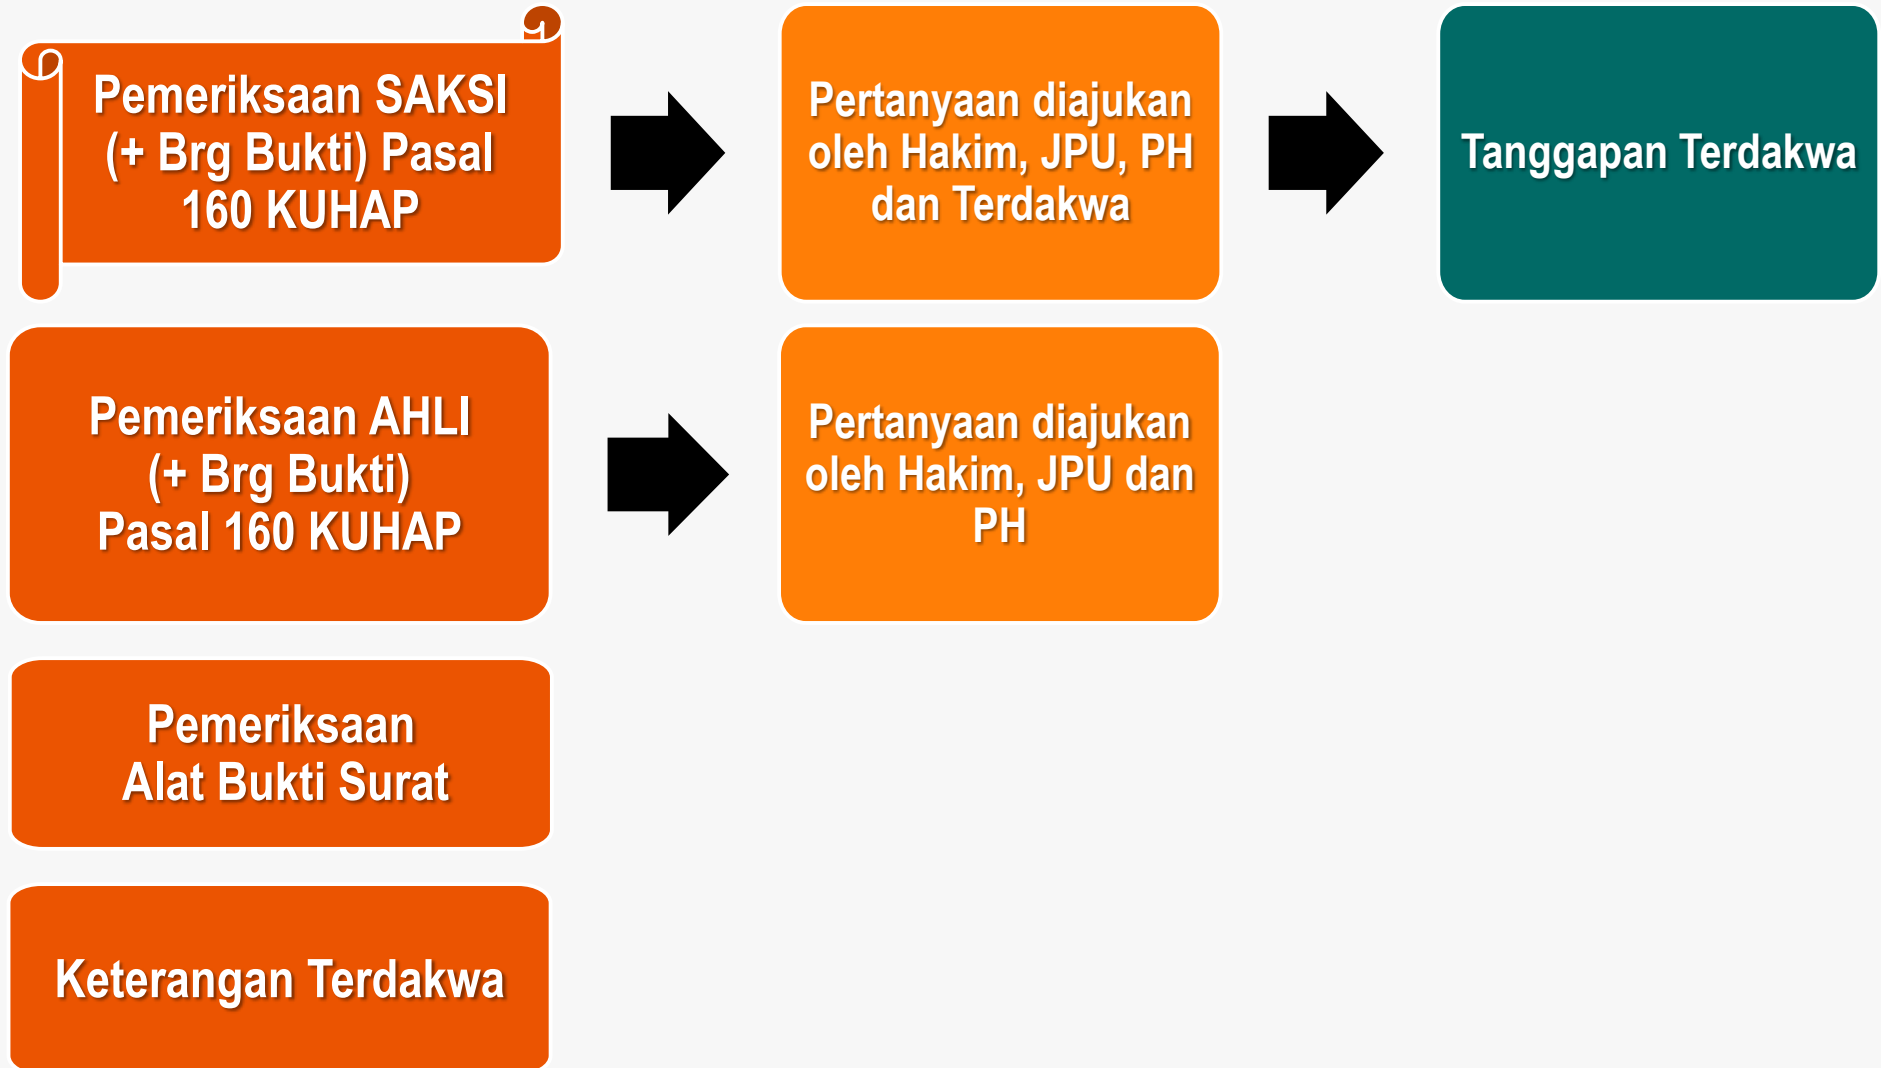 Pemeriksaan SAKSI
(+ Brg Bukti) Pasal
160 KUHAP
Pertanyaan diajukan
oleh Hakim, JPU, PH
dan Terdakwa
Tanggapan Terdakwa
Pemeriksaan AHLI
(+ Brg Bukti)
Pasal 160 KUHAP
Pertanyaan diajukan
oleh Hakim, JPU dan
PH
Pemeriksaan
Alat Bukti Surat
Keterangan Terdakwa